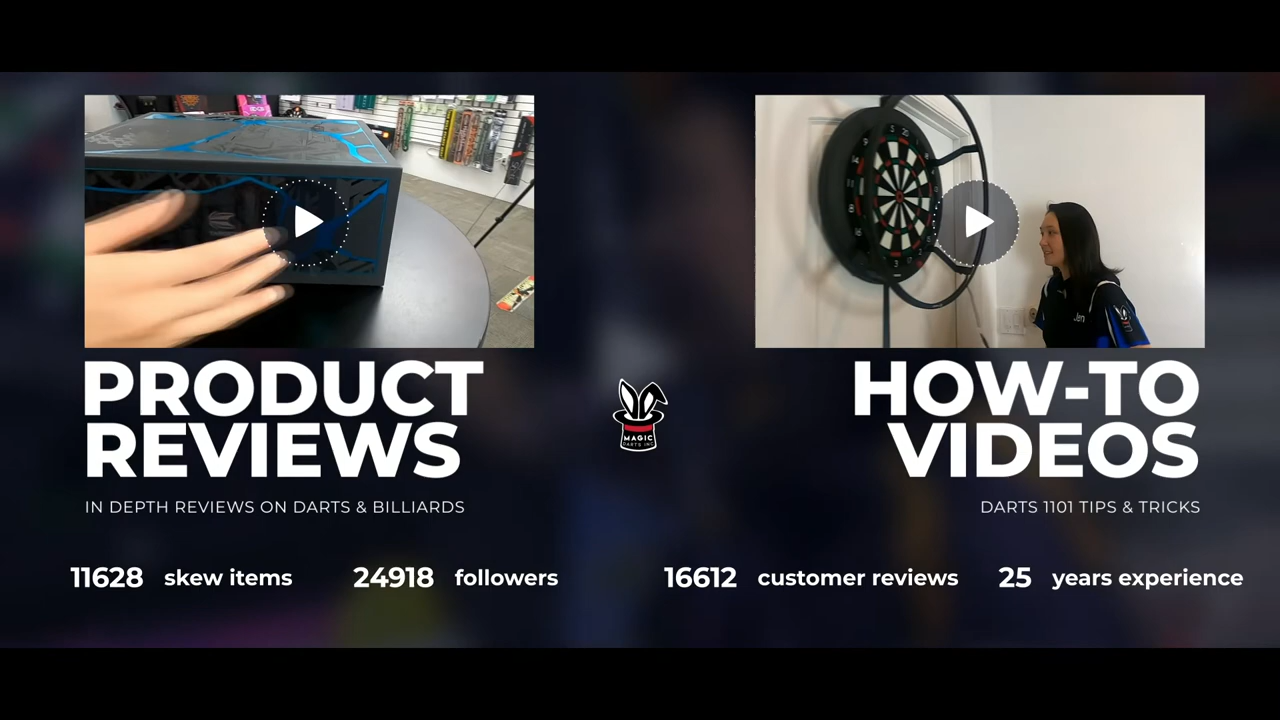 PRODUCT
REVIEWS
IN DEPTH REVIEWS ON DARTS & BILLIARDS
11628 skew items
24918 followers
MAGIC
DARTS INC
HOW-TO
VIDEOS
DARTS 1101 TIPS & TRICKS
16612 customer reviews
25 years experience
Jen